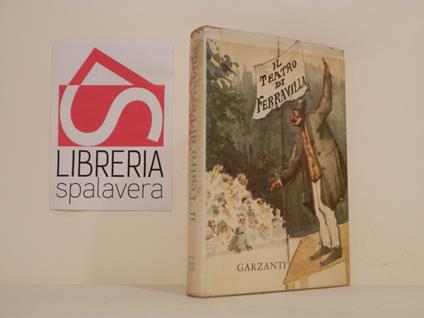 LIBRERIA
spalavera
IL
TEATRO
DI
FERRAVILLA
GARZANTI
Il Teatro di Ferravilla